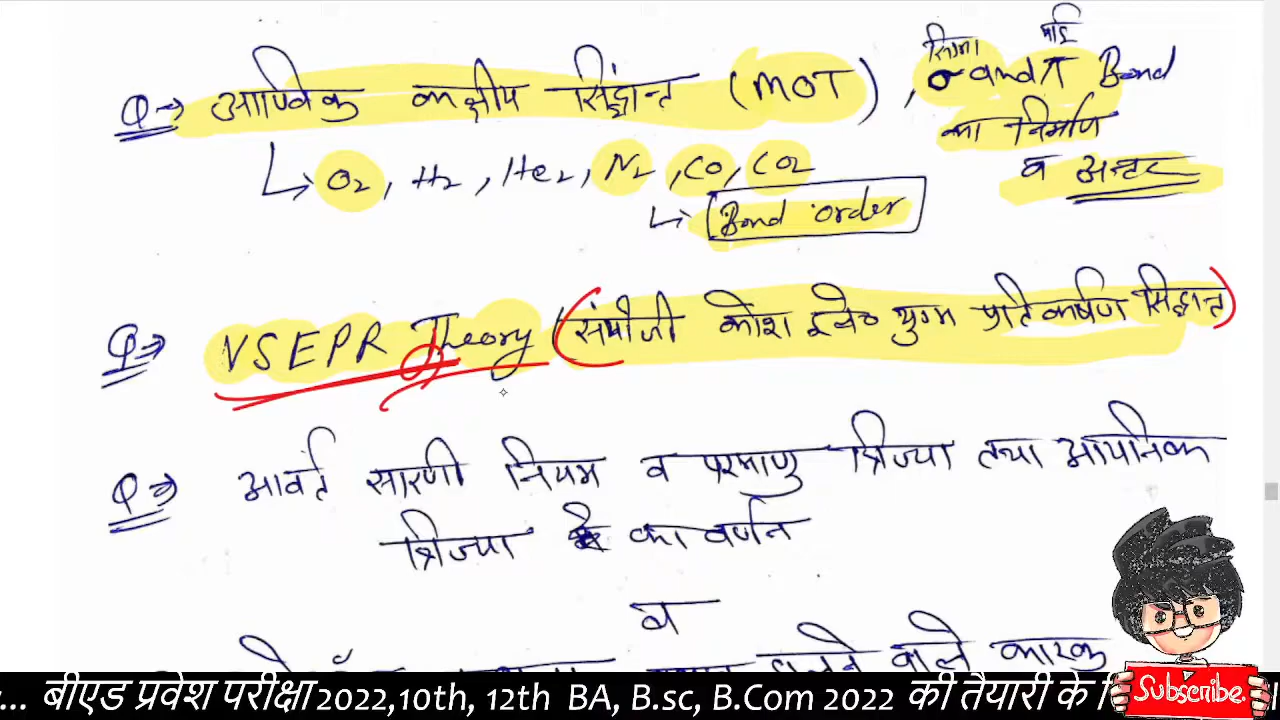 Q→ आण्विक कक्षीय सिद्धान्त (MOT), सिग्मा पाई σ and π Bond
का निर्माण
व अन्तर
↳ O2, H2, He2, N2, CO, CO2
↳ Bond order
Q⇒ VSEPR Theory (संयोजी कोश इले० युग्म प्रतिकर्षण सिद्धान्त)
Q⇒ आवर्त सारणी नियम व परमाणु त्रिज्या तथा आयनिक
त्रिज्या का वर्णन
व
वाले कारक
... बीएड प्रवेश परीक्षा 2022,10th, 12th BA, B.sc, B.Com 2022 की तैयारी के
Subscribe